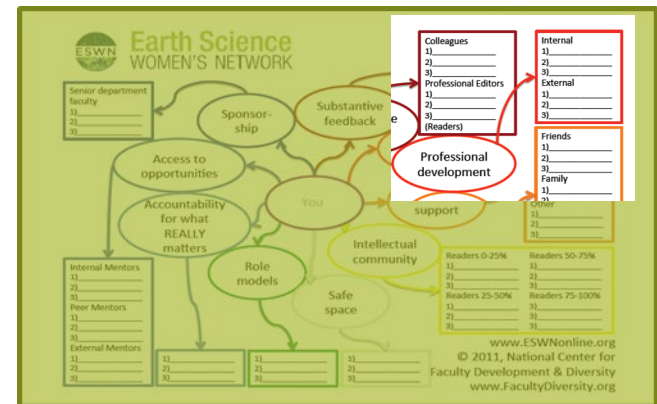 ESWN
Earth Science
WOMEN'S NETWORK
Senior department
faculty
1)
2)
3)
Sponsor-
ship
Substantive
feedback
Colleagues
1)
2)
3)
Professional Editors
1)
2)
3)
(Readers)
Internal
1)
2)
3)
External
1)
2)
3)
Professional
development
Friends
1)
2)
3)
Family
1)
2)
Other
1)
2)
3)
Access to
opportunities
Accountability
for what
REALLY
matters
You
support
Intellectual
community
Role
models
Safe
space
Internal Mentors
1)
2)
3)
Peer Mentors
1)
2)
3)
External Mentors
1)
2)
3)
1)
2)
3)
1)
2)
3)
1)
2)
3)
Readers 0-25%
1)
2)
3)
Readers 50-75%
1)
2)
3)
Readers 25-50%
1)
2)
3)
Readers 75-100%
1)
2)
3)
www.ESWNonline.org
© 2011, National Center for
Faculty Development & Diversity
www.FacultyDiversity.org